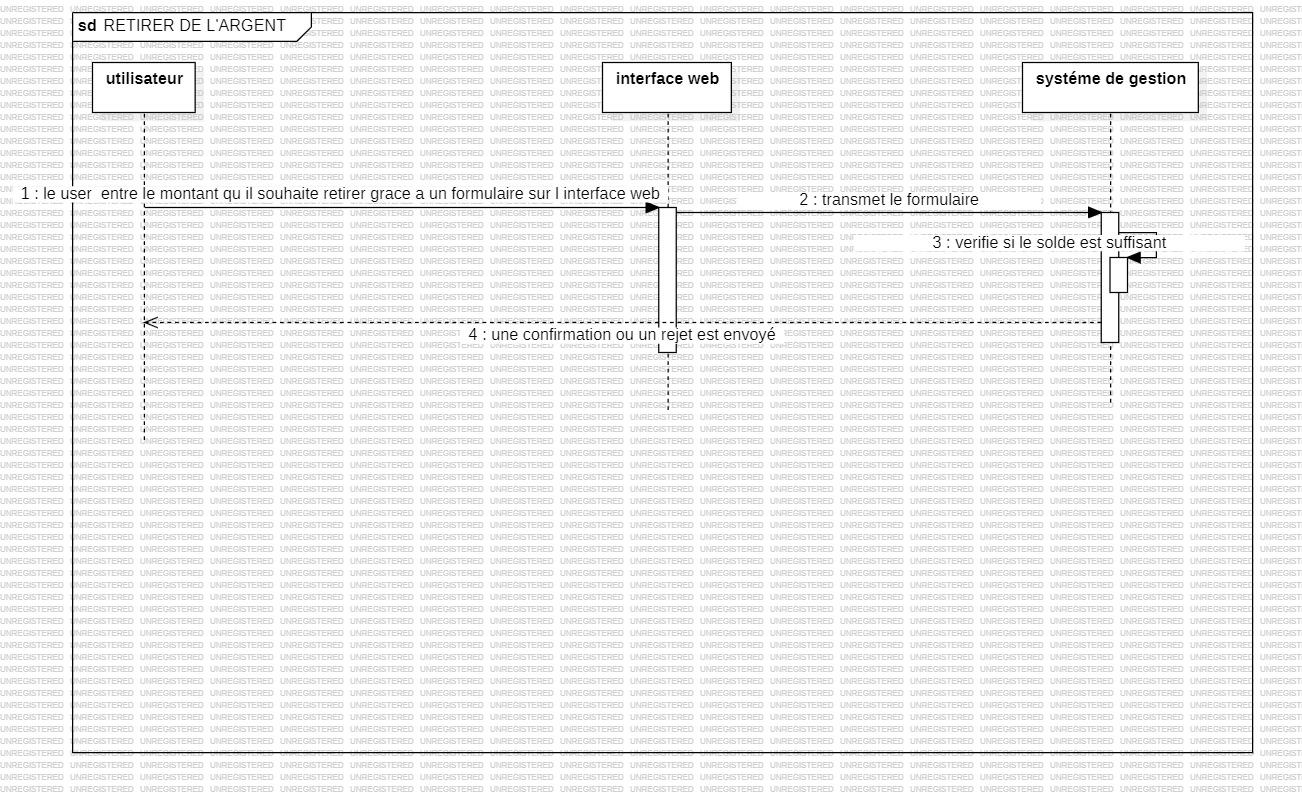 sd RETIRER DE L'ARGENT
utilisateur
interface web
systéme de gestion
1 : le user  entre le montant qu il souhaite retirer grace a un formulaire sur l interface web
2 : transmet le formulaire
3 : verifie si le solde est suffisant
4 : une confirmation ou un rejet est envoyé
UNREGISTERED